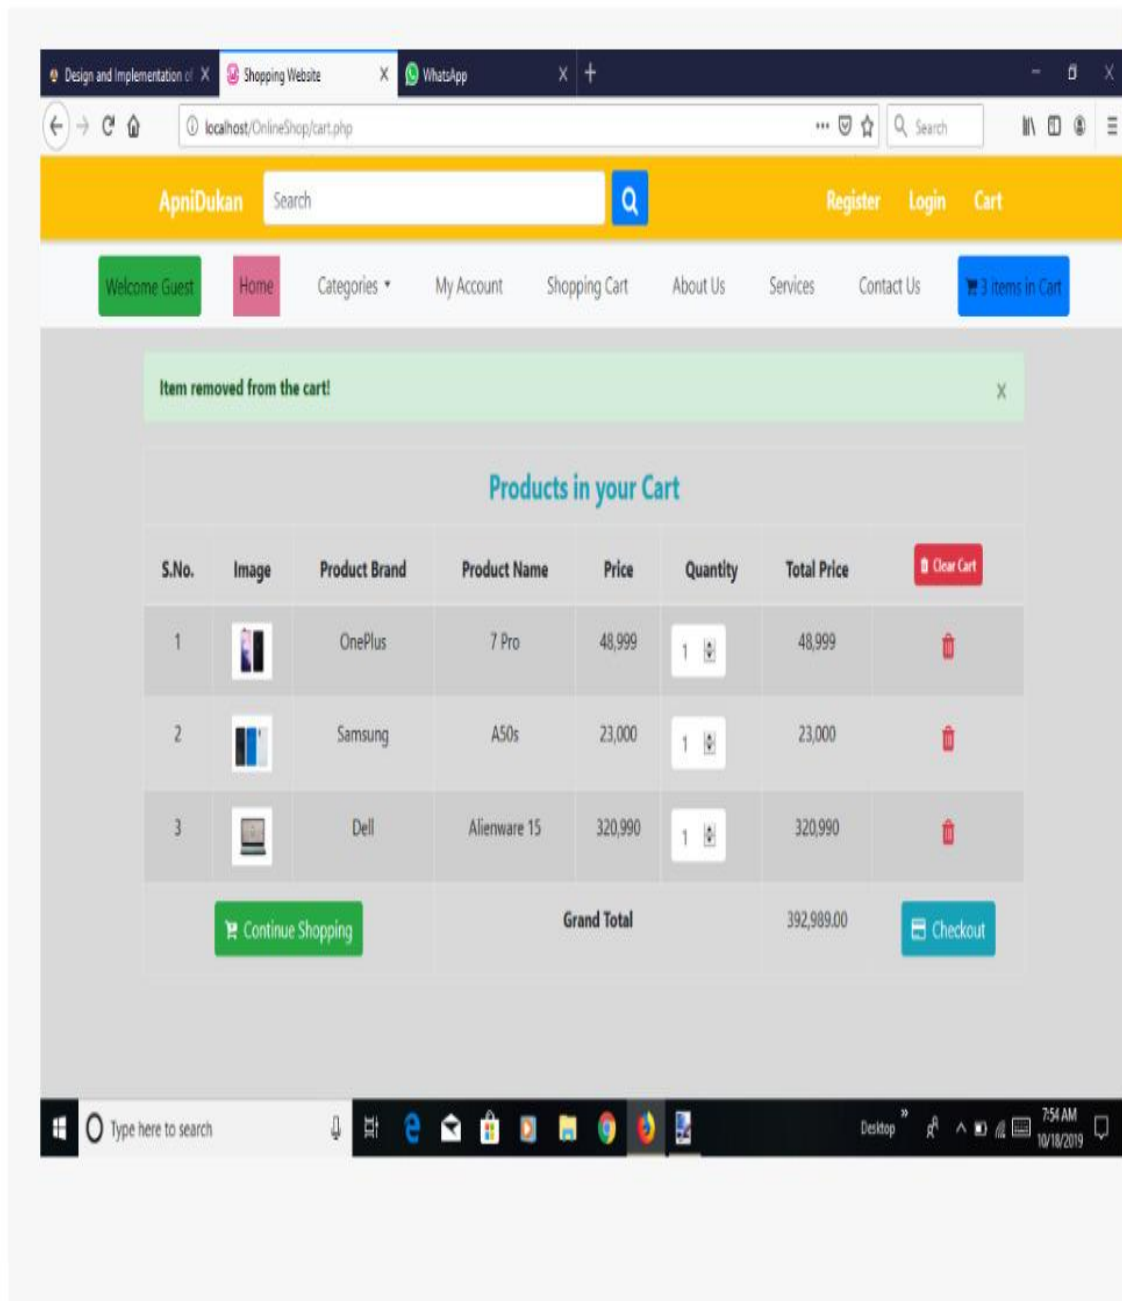 Design and Implementation of X Shopping Website X WhatsApp X +
localhost/OnlineShop/cart.php Search
ApniDukan Search Register Login Cart
Welcome Guest Home Categories My Account Shopping Cart About Us Services Contact Us 3 items in Cart
Item removed from the cart! x
Products in your Cart
S.No. Image Product Brand Product Name Price Quantity Total Price Clear Cart
1 OnePlus 7 Pro 48,999 1 48,999
2 Samsung A50s 23,000 1 23,000
3 Dell Alienware 15 320,990 1 320,990
Continue Shopping Grand Total 392,989.00 Checkout
Type here to search Desktop » 7:54 AM
10/18/2019